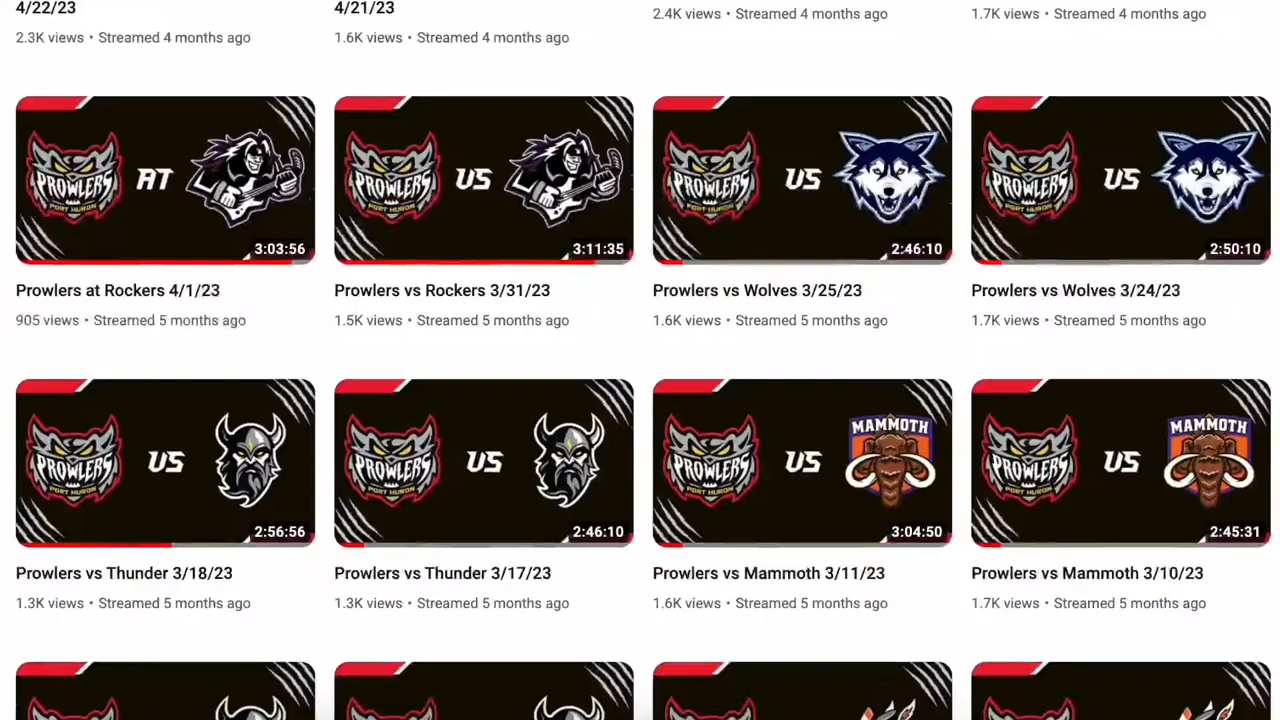 4/22/23
4/21/23
2.3K views • Streamed 4 months ago
1.6K views • Streamed 4 months ago
2.4K views • Streamed 4 months ago
1.7K views • Streamed 4 months ago
PROWLERS
PORT HURON
AT
3:03:56
PROWLERS
PORT HURON
VS
3:11:35
PROWLERS
PORT HURON
VS
2:46:10
PROWLERS
PORT HURON
VS
2:50:10
Prowlers at Rockers 4/1/23
905 views • Streamed 5 months ago
Prowlers vs Rockers 3/31/23
1.5K views • Streamed 5 months ago
Prowlers vs Wolves 3/25/23
1.6K views • Streamed 5 months ago
Prowlers vs Wolves 3/24/23
1.7K views • Streamed 5 months ago
PROWLERS
PORT HURON
VS
2:56:56
PROWLERS
PORT HURON
VS
2:46:10
PROWLERS
PORT HURON
VS
MAMMOTH
3:04:50
PROWLERS
PORT HURON
VS
MAMMOTH
2:45:31
Prowlers vs Thunder 3/18/23
1.3K views • Streamed 5 months ago
Prowlers vs Thunder 3/17/23
1.3K views • Streamed 5 months ago
Prowlers vs Mammoth 3/11/23
1.6K views • Streamed 5 months ago
Prowlers vs Mammoth 3/10/23
1.7K views • Streamed 5 months ago